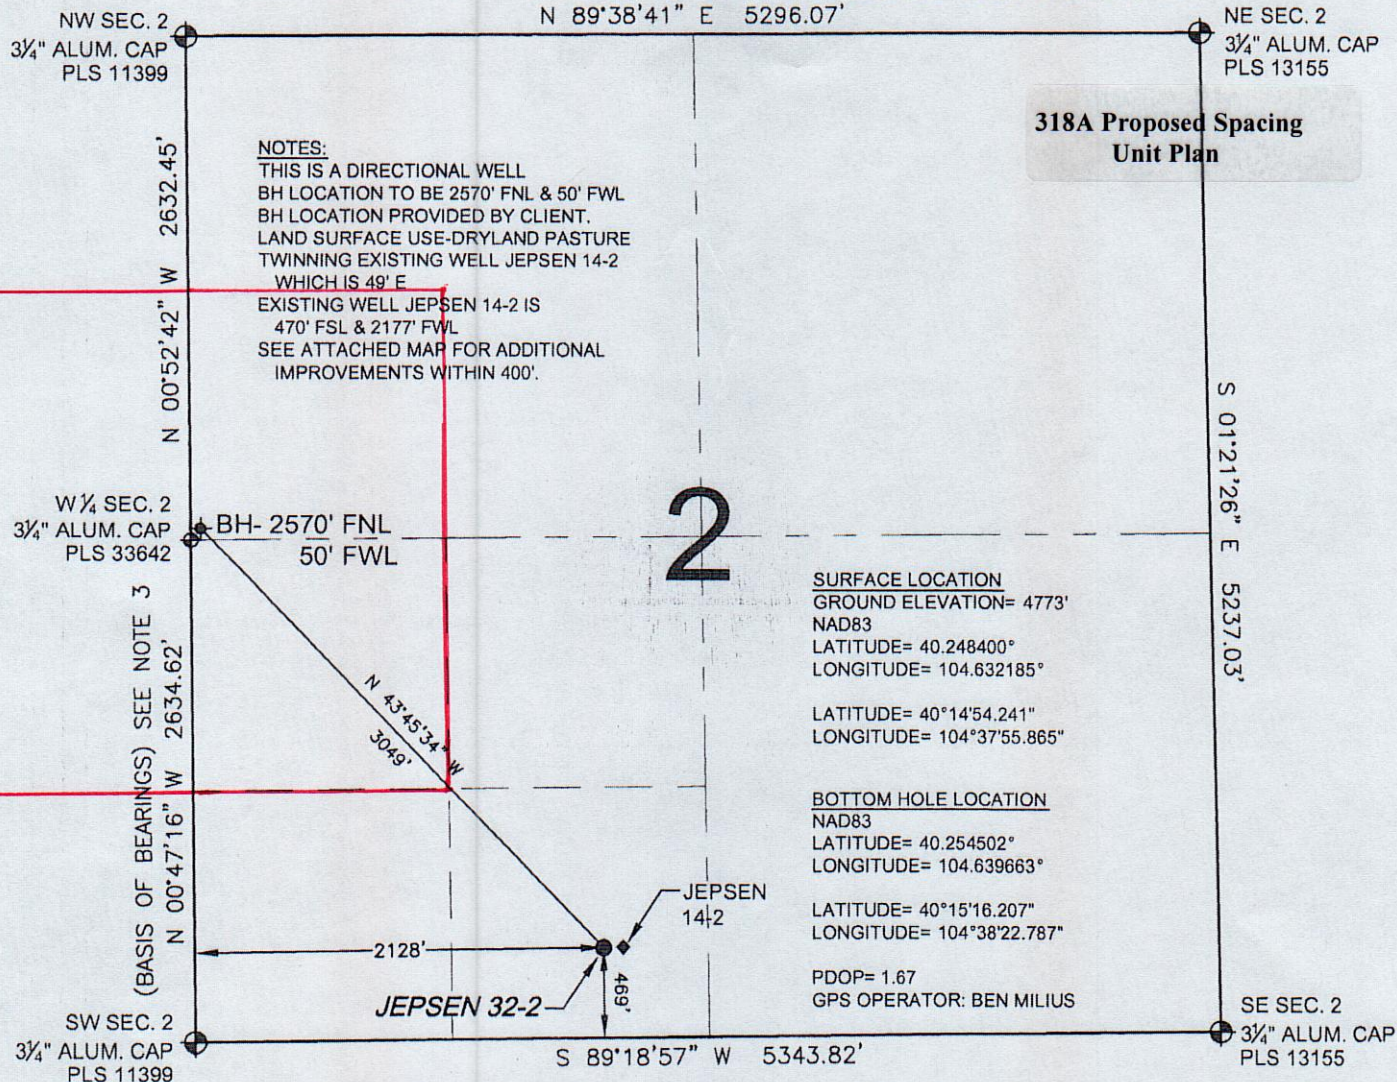 N 89°38'41" E 5296.07'
NW SEC. 2
3¼" ALUM. CAP
PLS 11399
NE SEC. 2
3¼" ALUM. CAP
PLS 13155
318A Proposed Spacing
Unit Plan
NOTES:
THIS IS A DIRECTIONAL WELL
BH LOCATION TO BE 2570' FNL & 50' FWL
BH LOCATION PROVIDED BY CLIENT.
LAND SURFACE USE-DRYLAND PASTURE
TWINNING EXISTING WELL JEPSEN 14-2
WHICH IS 49' E
EXISTING WELL JEPSEN 14-2 IS
470' FSL & 2177' FWL
SEE ATTACHED MAP FOR ADDITIONAL
IMPROVEMENTS WITHIN 400'.
N 00°52'42" W 2632.45'
S 01°21'26" E 5237.03'
W ¼ SEC. 2
3¼" ALUM. CAP
PLS 33642
BH- 2570' FNL
50' FWL
2
SURFACE LOCATION
GROUND ELEVATION= 4773'
NAD83
LATITUDE= 40.248400°
LONGITUDE= 104.632185°
LATITUDE= 40°14'54.241"
LONGITUDE= 104°37'55.865"
BOTTOM HOLE LOCATION
NAD83
LATITUDE= 40.254502°
LONGITUDE= 104.639663°
LATITUDE= 40°15'16.207"
LONGITUDE= 104°38'22.787"
PDOP= 1.67
GPS OPERATOR: BEN MILIUS
(BASIS OF BEARINGS) SEE NOTE 3
N 00°47'16" W 2634.62'
N 43°45'34" W
3049'
JEPSEN
14-2
2128'
469'
JEPSEN 32-2
SW SEC. 2
3¼" ALUM. CAP
PLS 11399
S 89°18'57" W 5343.82'
SE SEC. 2
3¼" ALUM. CAP
PLS 13155